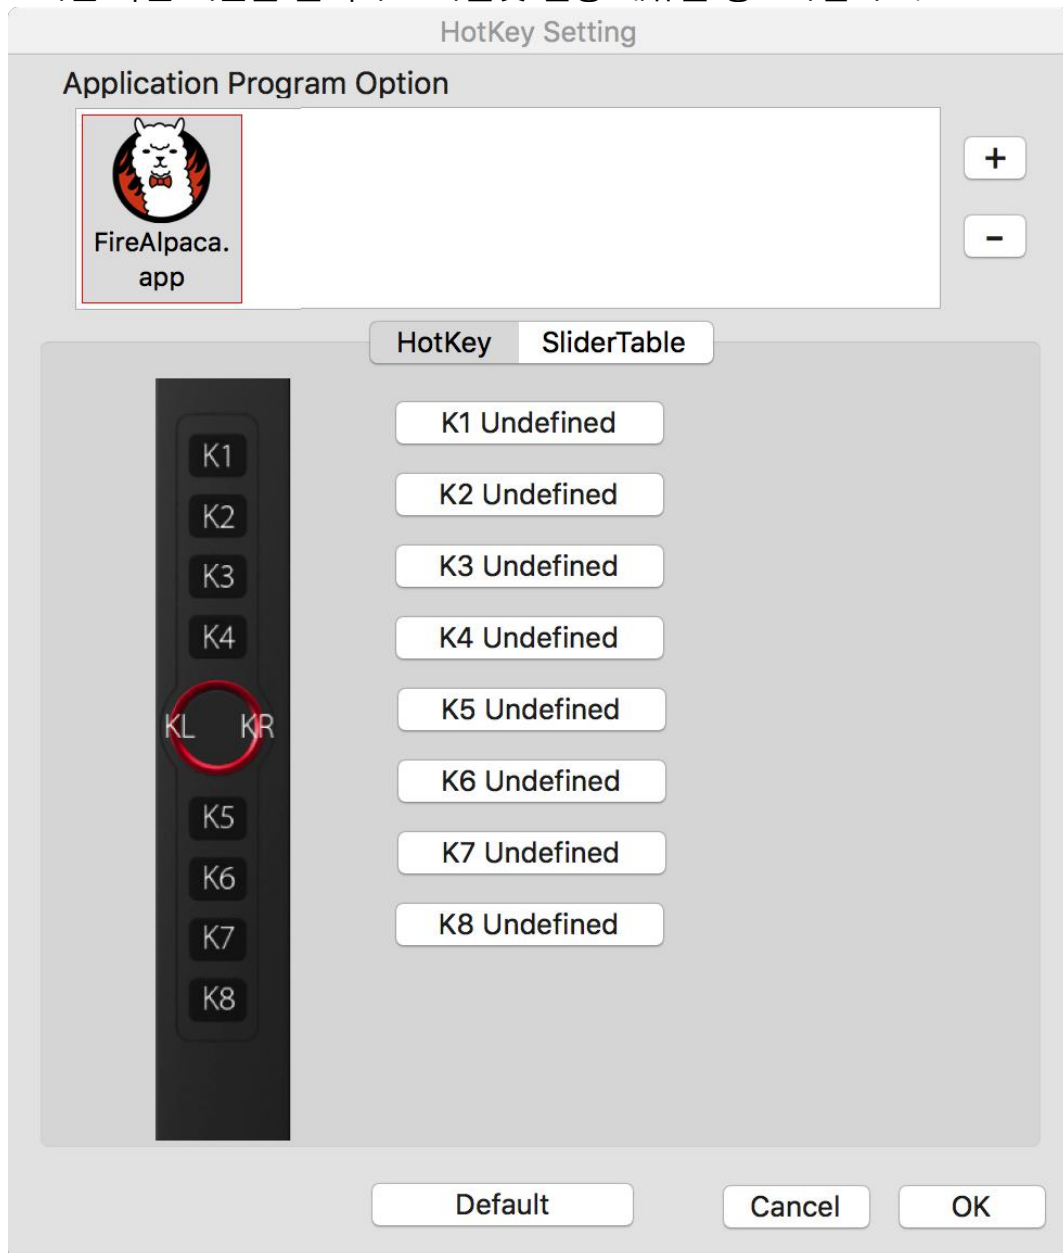 HotKey Setting
Application Program Option
FireAlpaca.
app
+
-
HotKey SliderTable
K1
K2
K3
K4
KL KR
K5
K6
K7
K8
K1 Undefined
K2 Undefined
K3 Undefined
K4 Undefined
K5 Undefined
K6 Undefined
K7 Undefined
K8 Undefined
Default Cancel OK